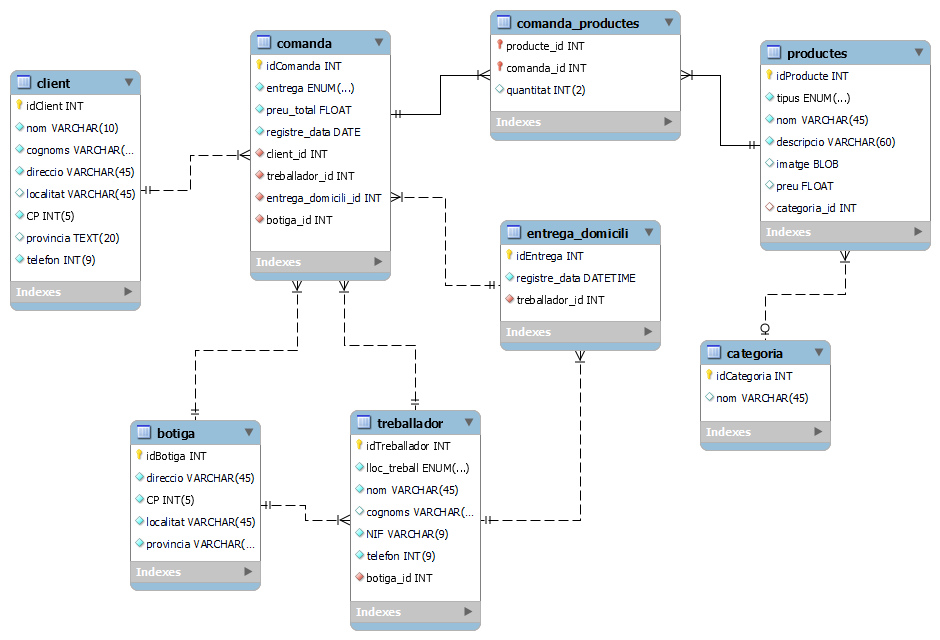 client
idClient INT
nom VARCHAR(10)
cognoms VARCHAR(...
direccio VARCHAR(45)
localitat VARCHAR(45)
CP INT(5)
provincia TEXT(20)
telefon INT(9)
Indexes
comanda
idComanda INT
entrega ENUM(...)
preu_total FLOAT
registre_data DATE
client_id INT
treballador_id INT
entrega_domicili_id INT
botiga_id INT
Indexes
comanda_productes
producte_id INT
comanda_id INT
quantitat INT(2)
Indexes
productes
idProducte INT
tipus ENUM(...)
nom VARCHAR(45)
descripcio VARCHAR(60)
imatge BLOB
preu FLOAT
categoria_id INT
Indexes
entrega_domicili
idEntrega INT
registre_data DATETIME
treballador_id INT
Indexes
categoria
idCategoria INT
nom VARCHAR(45)
Indexes
botiga
idBotiga INT
direccio VARCHAR(45)
CP INT(5)
localitat VARCHAR(45)
provincia VARCHAR(...
Indexes
treballador
idTreballador INT
lloc_treball ENUM(...)
nom VARCHAR(45)
cognoms VARCHAR(...
NIF VARCHAR(9)
telefon INT(9)
botiga_id INT
Indexes